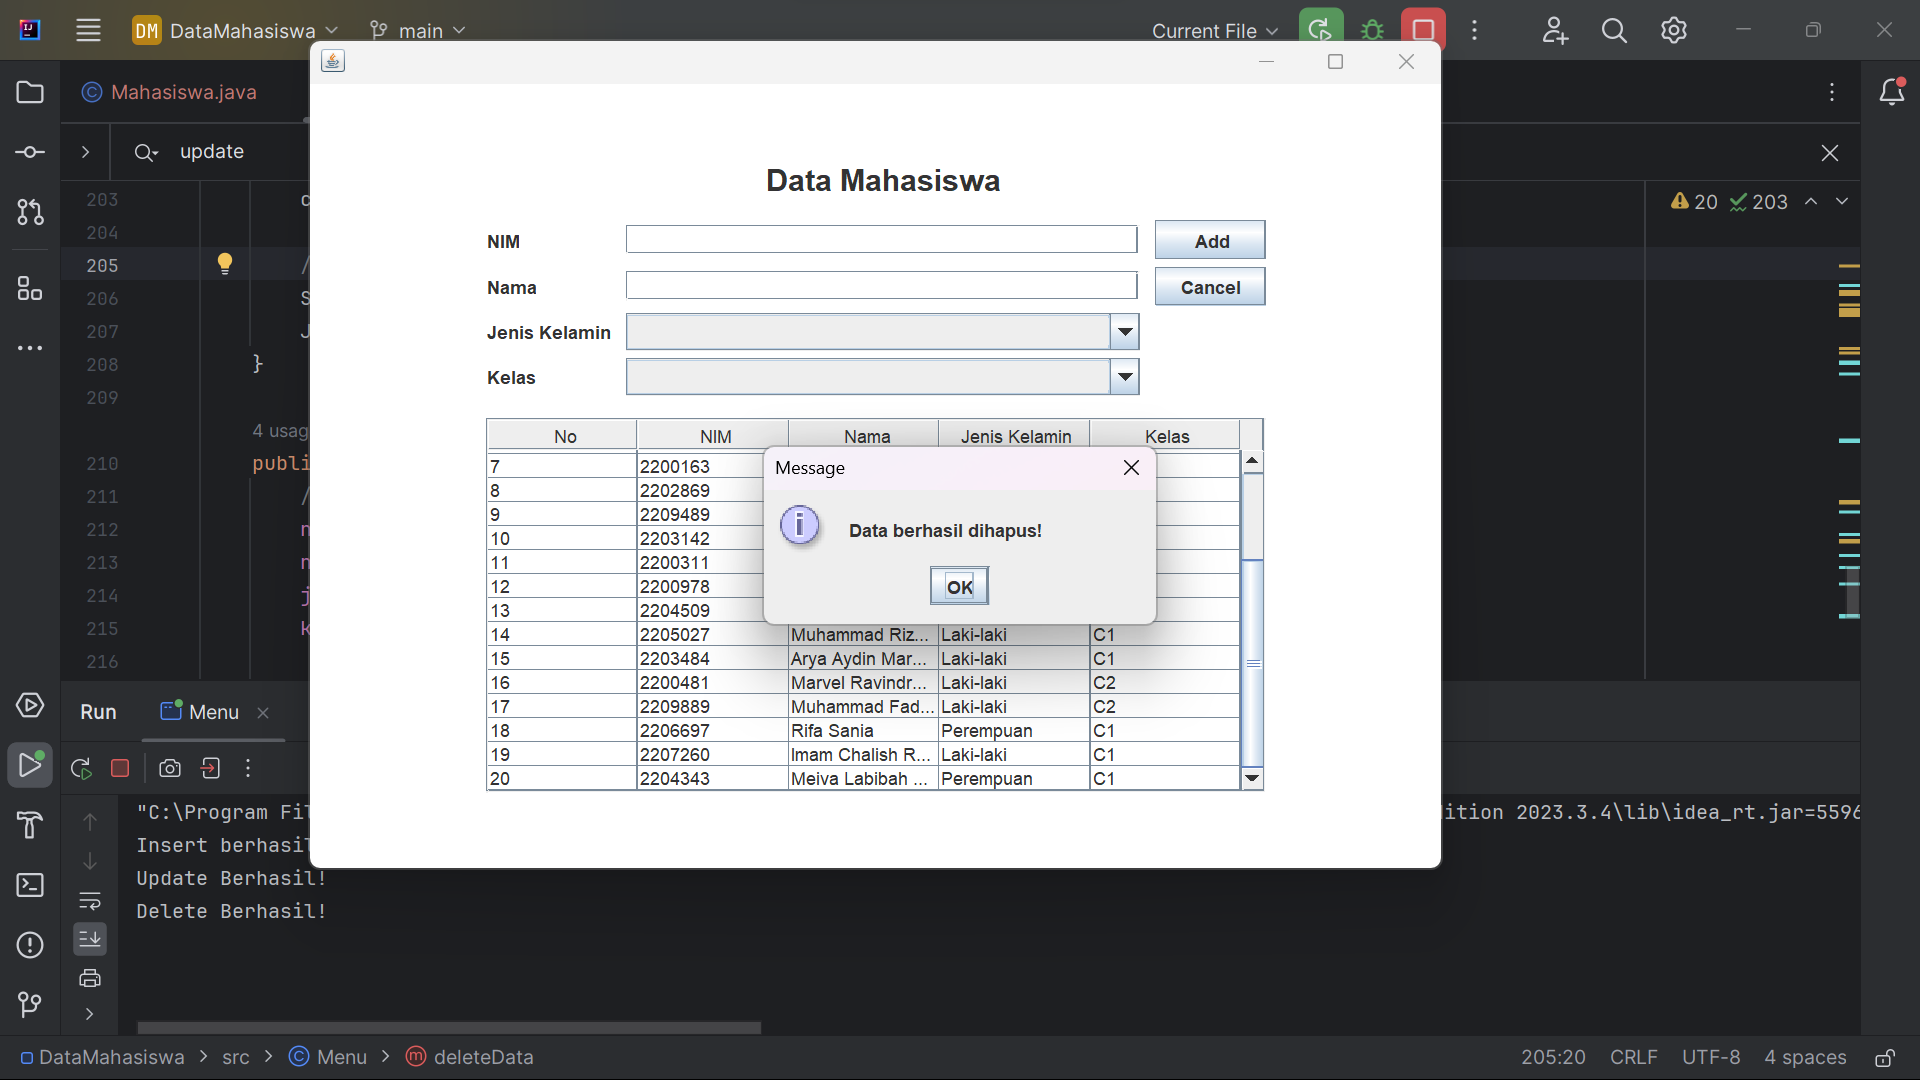 DM DataMahasiswa main Current File
Mahasiswa.java
update
20 203
203
204
205 /
206 S
207 J
208 }
209
4 usag
210 publi
211 /
212 n
213 n
214 j
215 k
216
Data Mahasiswa
NIM Add
Nama Cancel
Jenis Kelamin
Kelas
No NIM Nama Jenis Kelamin Kelas
7 2200163
8 2202869
9 2209489
10 2203142
11 2200311
12 2200978
13 2204509
14 2205027 Muhammad Riz... Laki-laki C1
15 2203484 Arya Aydin Mar... Laki-laki C1
16 2200481 Marvel Ravindr... Laki-laki C2
17 2209889 Muhammad Fad... Laki-laki C2
18 2206697 Rifa Sania Perempuan C1
19 2207260 Imam Chalish R... Laki-laki C1
20 2204343 Meiva Labibah ... Perempuan C1
Message
Data berhasil dihapus!
OK
Run Menu
"C:\Program Fil ition 2023.3.4\lib\idea_rt.jar=5596
Insert berhasil
Update Berhasil!
Delete Berhasil!
DataMahasiswa > src > Menu > deleteData 205:20 CRLF UTF-8 4 spaces